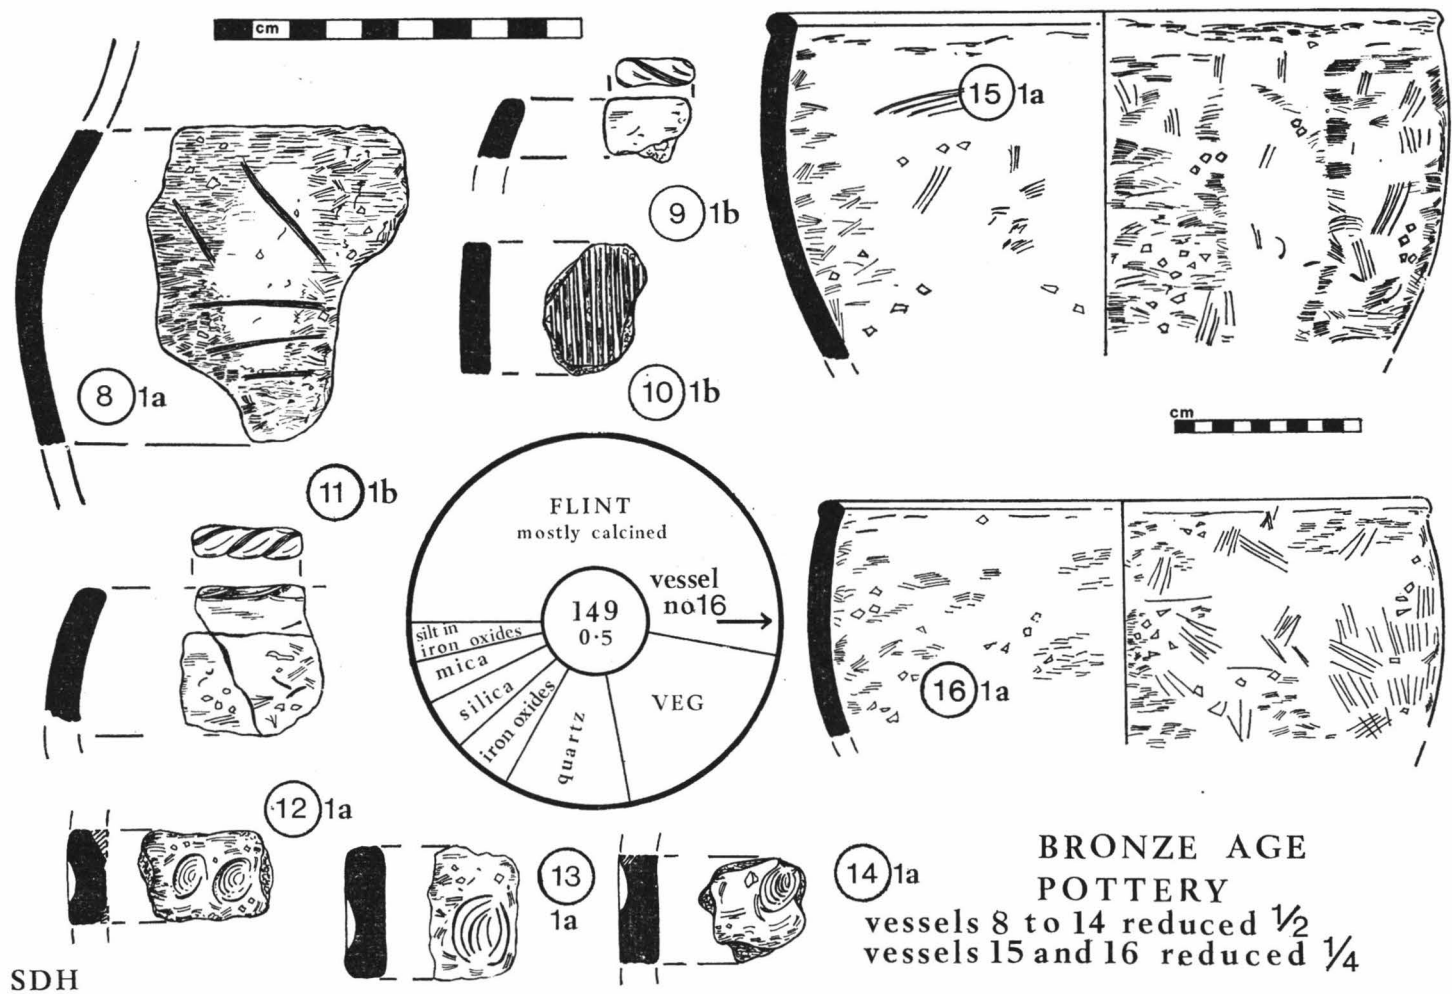 cm
15 1a
9 1b
8 1a
10 1b
cm
11 1b
FLINT
mostly calcined
vessel
no.16
149
0·5
silt in
iron oxides
mica
silica
iron oxides
quartz
VEG
16 1a
12 1a
13
1a
14 1a
BRONZE AGE
POTTERY
vessels 8 to 14 reduced ½
vessels 15 and 16 reduced ¼
SDH